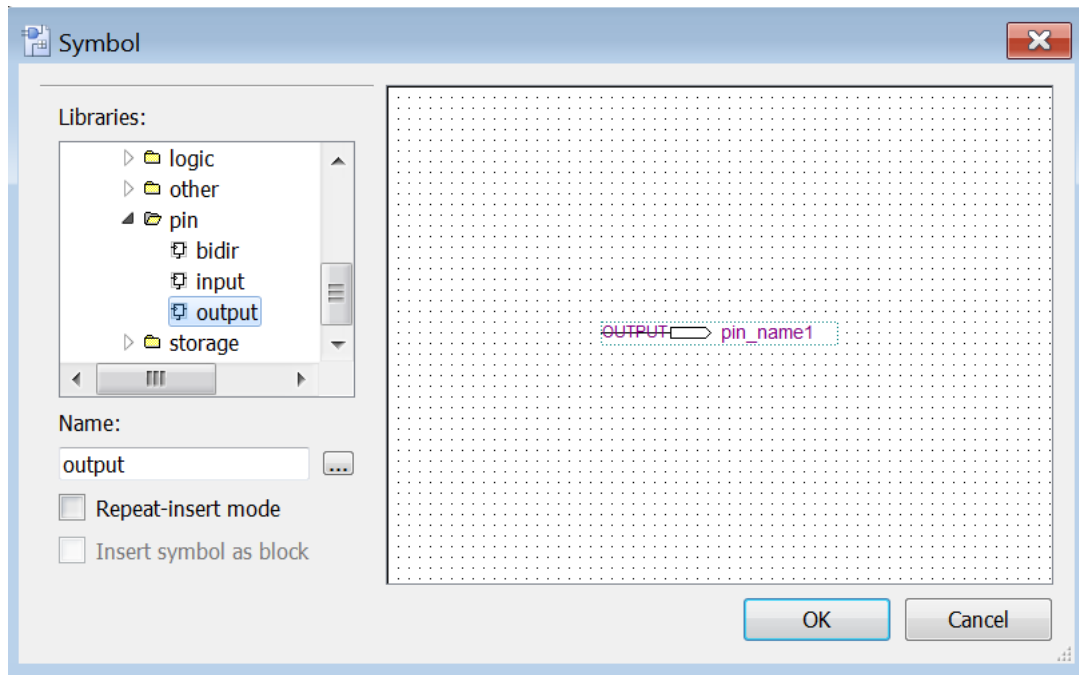 Symbol
Libraries:
logic
other
pin
bidir
input
output
storage
Name:
output
...
Repeat-insert mode
Insert symbol as block
OUTPUT pin_name1
OK
Cancel